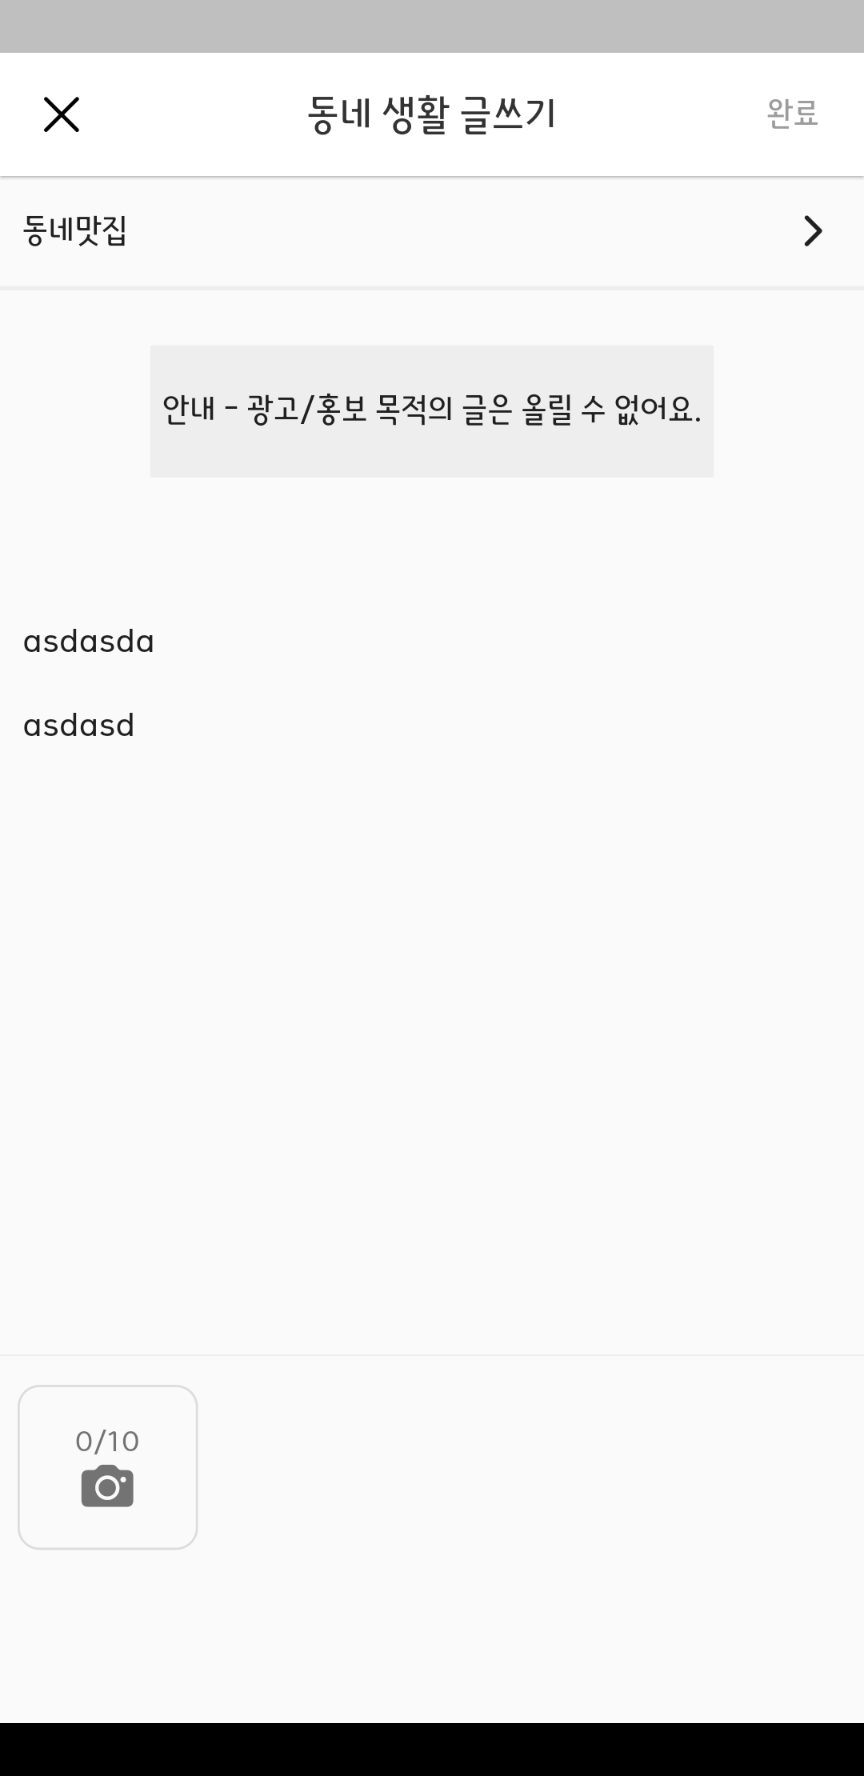 동네 생활 글쓰기
완료
동네맛집
안내 - 광고/홍보 목적의 글은 올릴 수 없어요.
asdasda
asdasd
0/10